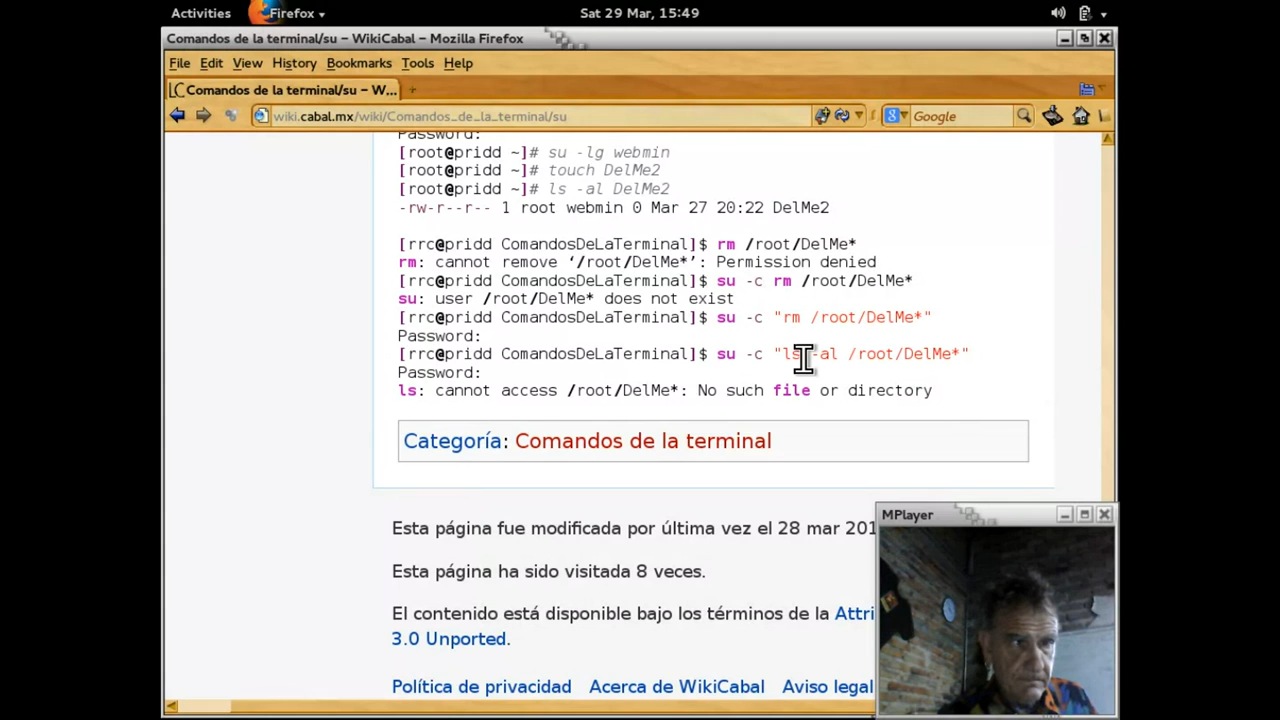 Activities Firefox Sat 29 Mar, 15:49
Comandos de la terminal/su – WikiCabal – Mozilla Firefox
File Edit View History Bookmarks Tools Help
Comandos de la terminal/su – W...
wiki.cabal.mx/wiki/Comandos_de_la_terminal/su Google
Password:
[root@pridd ~]# su -lg webmin
[root@pridd ~]# touch DelMe2
[root@pridd ~]# ls -al DelMe2
-rw-r--r-- 1 root webmin 0 Mar 27 20:22 DelMe2
[rrc@pridd ComandosDeLaTerminal]$ rm /root/DelMe*
rm: cannot remove ‘/root/DelMe*’: Permission denied
[rrc@pridd ComandosDeLaTerminal]$ su -c rm /root/DelMe*
su: user /root/DelMe* does not exist
[rrc@pridd ComandosDeLaTerminal]$ su -c "rm /root/DelMe*"
Password:
[rrc@pridd ComandosDeLaTerminal]$ su -c "ls -al /root/DelMe*"
Password:
ls: cannot access /root/DelMe*: No such file or directory
Categoría: Comandos de la terminal
MPlayer
Esta página fue modificada por última vez el 28 mar 201
Esta página ha sido visitada 8 veces.
El contenido está disponible bajo los términos de la Attri
3.0 Unported.
Política de privacidad Acerca de WikiCabal Aviso legal